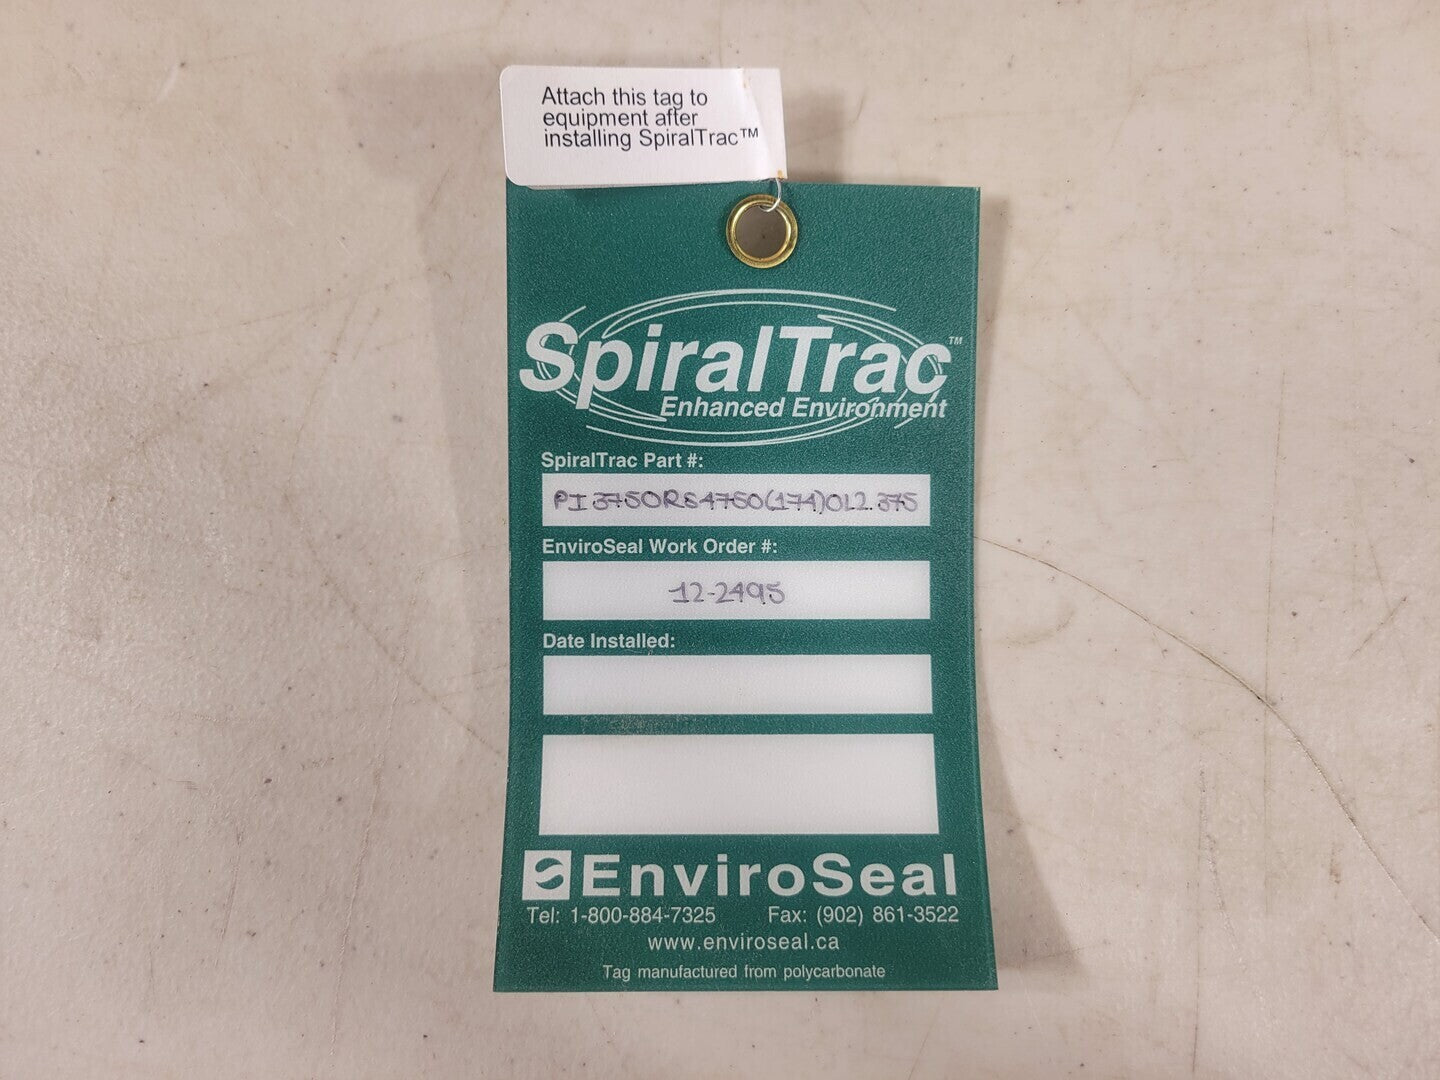 Attach this tag to
equipment after
installing SpiralTrac™
SpiralTrac™
Enhanced Environment
SpiralTrac Part #:
PI3750RS4750(174)OL2.375
EnviroSeal Work Order #:
12-2495
Date Installed:
EnviroSeal
Tel: 1-800-884-7325 Fax: (902) 861-3522
www.enviroseal.ca
Tag manufactured from polycarbonate